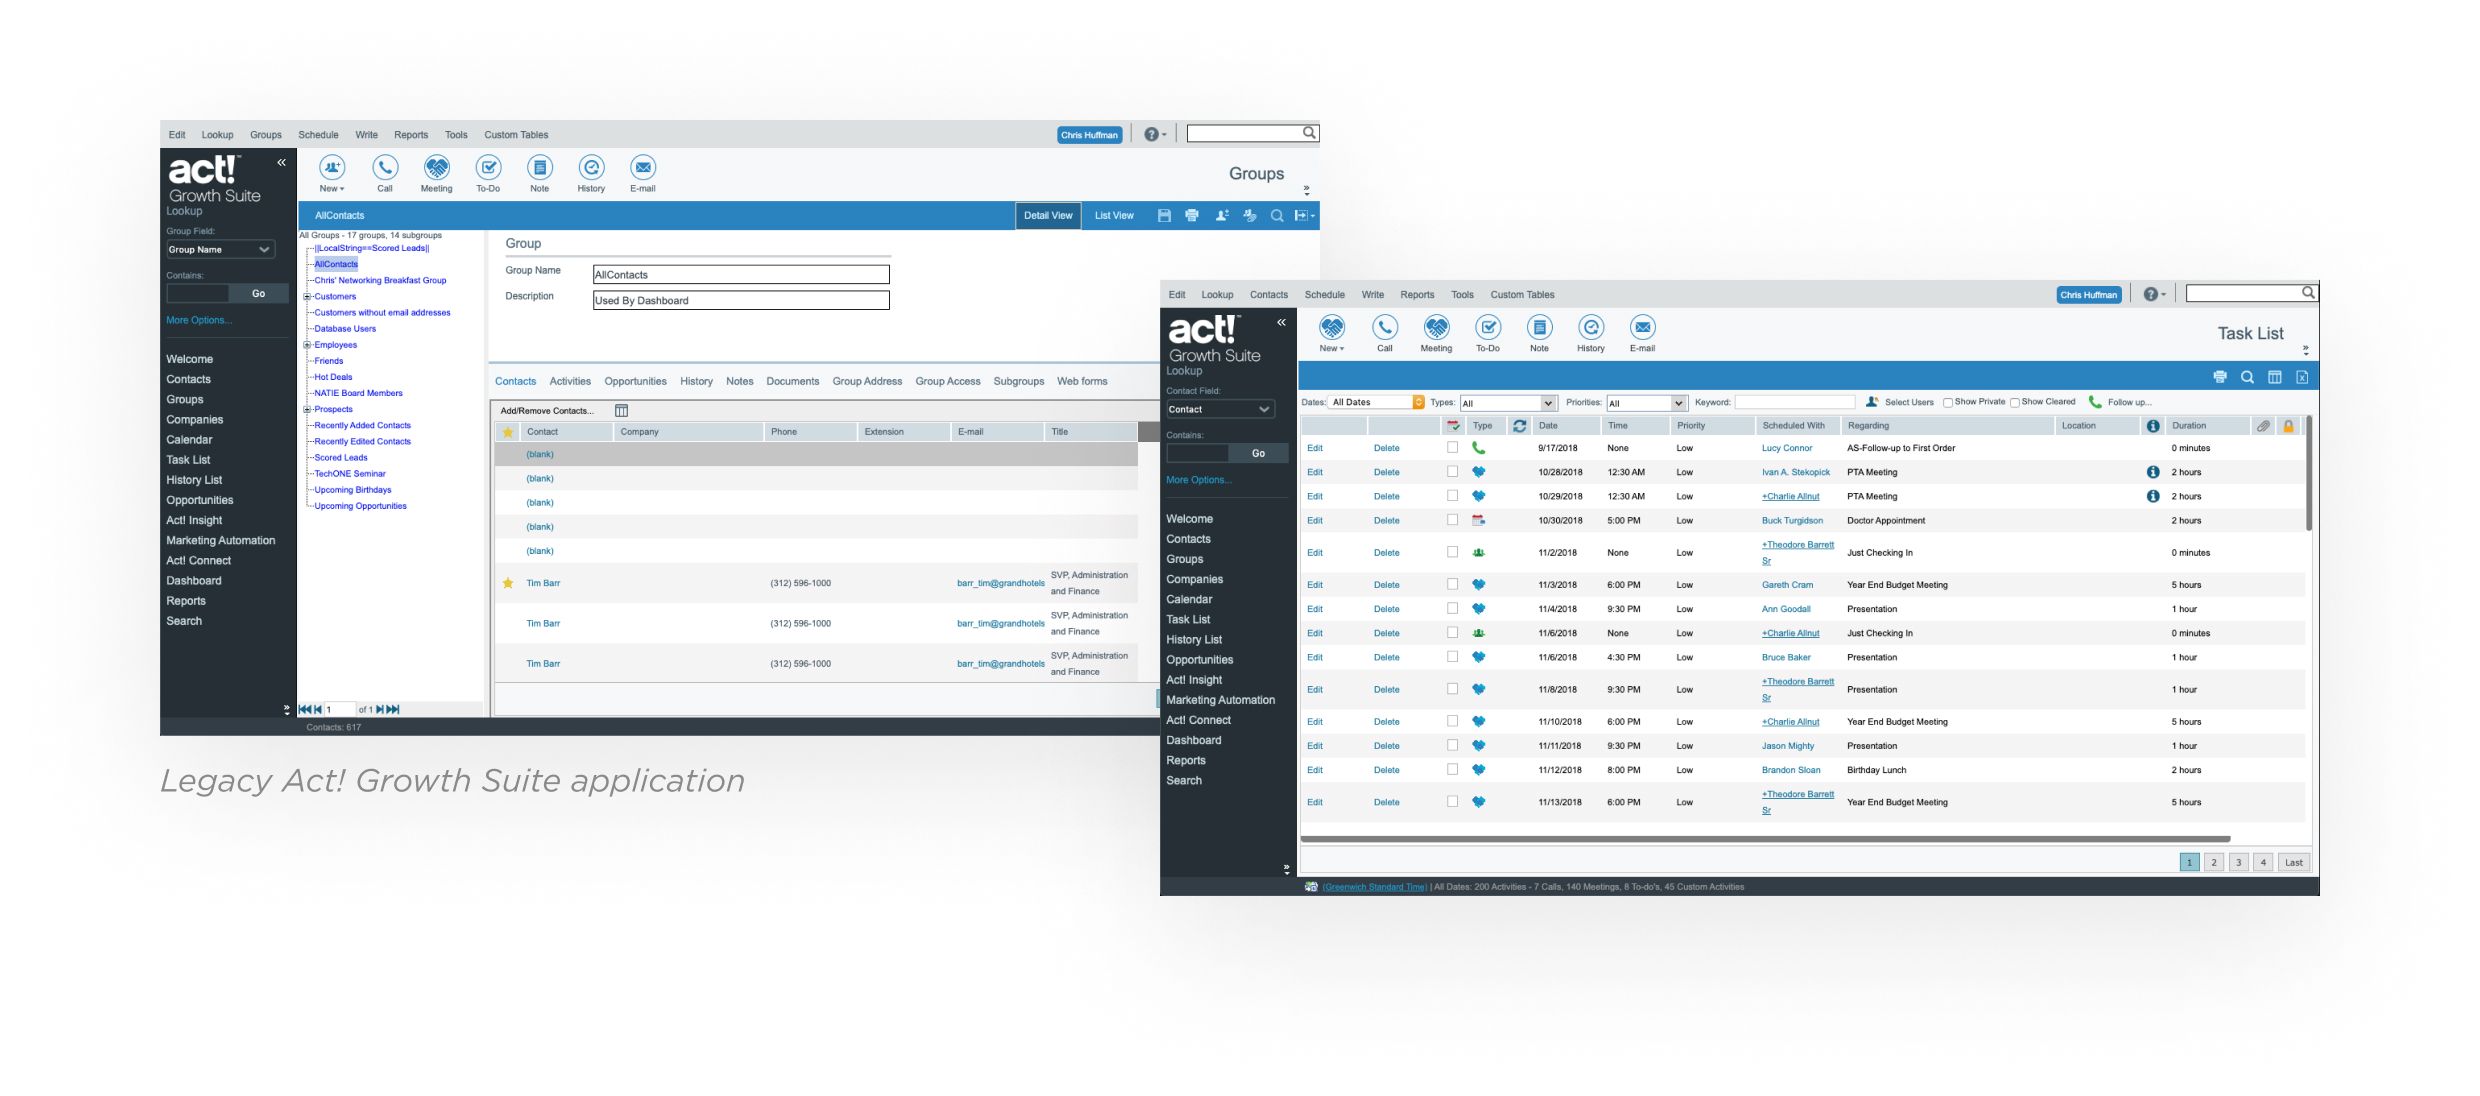 Edit Lookup Groups Schedule Write Reports Tools Custom Tables Chris Huffman ?
act!™ «
Growth Suite
Lookup
Group Field:
Group Name
Contains:
Go
More Options...
Welcome
Contacts
Groups
Companies
Calendar
Task List
History List
Opportunities
Act! Insight
Marketing Automation
Act! Connect
Dashboard
Reports
Search
»
New Call Meeting To-Do Note History E-mail Groups
»
AllContacts Detail View List View
All Groups - 17 groups, 14 subgroups
||LocalString==Scored Leads||
AllContacts
Chris' Networking Breakfast Group
Customers
Customers without email addresses
Database Users
Employees
Friends
Hot Deals
NATIE Board Members
Prospects
Recently Added Contacts
Recently Edited Contacts
Scored Leads
TechONE Seminar
Upcoming Birthdays
Upcoming Opportunities
1 of 1
Group
Group Name AllContacts
Description Used By Dashboard
Contacts Activities Opportunities History Notes Documents Group Address Group Access Subgroups Web forms
Add/Remove Contacts...
Contact Company Phone Extension E-mail Title
(blank)
(blank)
(blank)
(blank)
(blank)
Tim Barr (312) 596-1000 barr_tim@grandhotels SVP, Administration
and Finance
Tim Barr (312) 596-1000 barr_tim@grandhotels SVP, Administration
and Finance
Tim Barr (312) 596-1000 barr_tim@grandhotels SVP, Administration
and Finance
Contacts: 617
Legacy Act! Growth Suite application
Edit Lookup Contacts Schedule Write Reports Tools Custom Tables Chris Huffman ?
act!™ «
Growth Suite
Lookup
Contact Field:
Contact
Contains:
Go
More Options...
Welcome
Contacts
Groups
Companies
Calendar
Task List
History List
Opportunities
Act! Insight
Marketing Automation
Act! Connect
Dashboard
Reports
Search
»
New Call Meeting To-Do Note History E-mail Task List
»
Dates: All Dates Types: All Priorities: All Keyword: Select Users Show Private Show Cleared Follow up...
Type Date Time Priority Scheduled With Regarding Location Duration
Edit Delete 9/17/2018 None Low Lucy Connor AS-Follow-up to First Order 0 minutes
Edit Delete 10/28/2018 12:30 AM Low Ivan A. Stekopick PTA Meeting 2 hours
Edit Delete 10/29/2018 12:30 AM Low +Charlie Allnut PTA Meeting 2 hours
Edit Delete 10/30/2018 5:00 PM Low Buck Turgidson Doctor Appointment 2 hours
Edit Delete 11/2/2018 None Low +Theodore Barrett Sr Just Checking In 0 minutes
Edit Delete 11/3/2018 6:00 PM Low Gareth Cram Year End Budget Meeting 5 hours
Edit Delete 11/4/2018 9:30 PM Low Ann Goodall Presentation 1 hour
Edit Delete 11/6/2018 None Low +Charlie Allnut Just Checking In 0 minutes
Edit Delete 11/6/2018 4:30 PM Low Bruce Baker Presentation 1 hour
Edit Delete 11/8/2018 9:30 PM Low +Theodore Barrett Sr Presentation 1 hour
Edit Delete 11/10/2018 6:00 PM Low +Charlie Allnut Year End Budget Meeting 5 hours
Edit Delete 11/11/2018 9:30 PM Low Jason Mighty Presentation 1 hour
Edit Delete 11/12/2018 8:00 PM Low Brandon Sloan Birthday Lunch 2 hours
Edit Delete 11/13/2018 6:00 PM Low +Theodore Barrett Sr Year End Budget Meeting 5 hours
1 2 3 4 Last
(Greenwich Standard Time) | All Dates: 200 Activities - 7 Calls, 140 Meetings, 8 To-do's, 45 Custom Activities